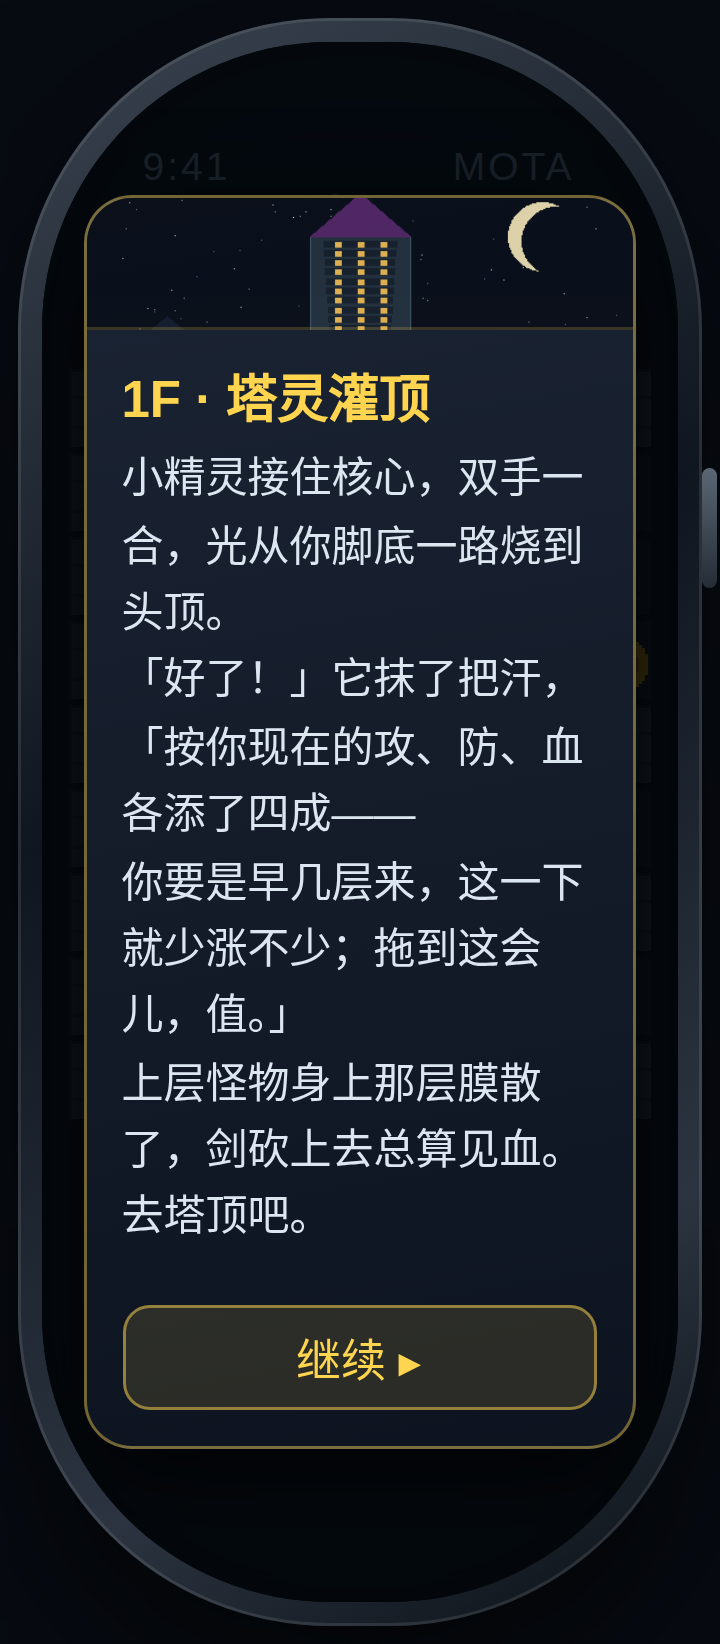 9:41 MOTA
1F · 塔灵灌顶
小精灵接住核心，双手一
合，光从你脚底一路烧到
头顶。
「好了！」它抹了把汗，
「按你现在的攻、防、血
各添了四成——
你要是早几层来，这一下
就少涨不少；拖到这会
儿，值。」
上层怪物身上那层膜散
了，剑砍上去总算见血。
去塔顶吧。
继续 ▸